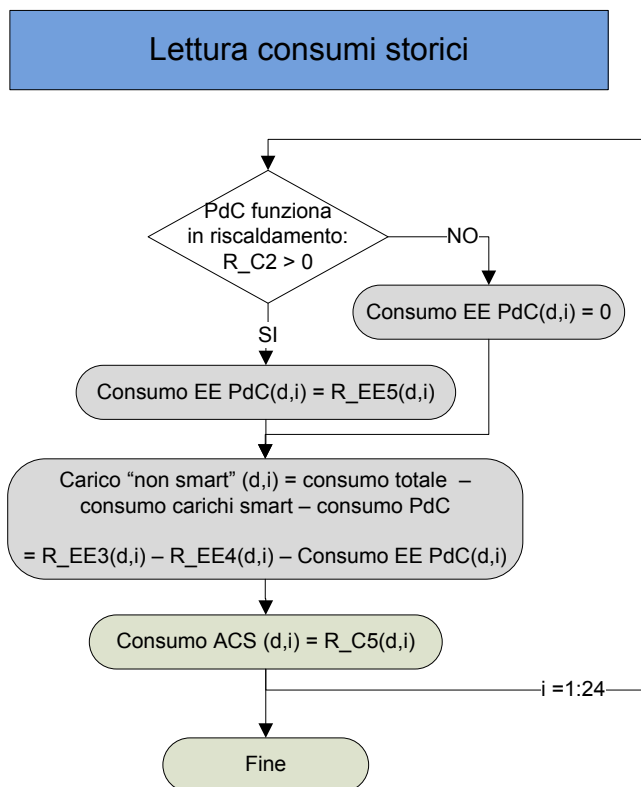 Lettura consumi storici
PdC funziona
in riscaldamento:
R_C2 > 0
NO
Consumo EE PdC(d,i) = 0
SI
Consumo EE PdC(d,i) = R_EE5(d,i)
Carico “non smart” (d,i) = consumo totale –
consumo carichi smart – consumo PdC
= R_EE3(d,i) – R_EE4(d,i) – Consumo EE PdC(d,i)
Consumo ACS (d,i) = R_C5(d,i)
i =1:24
Fine